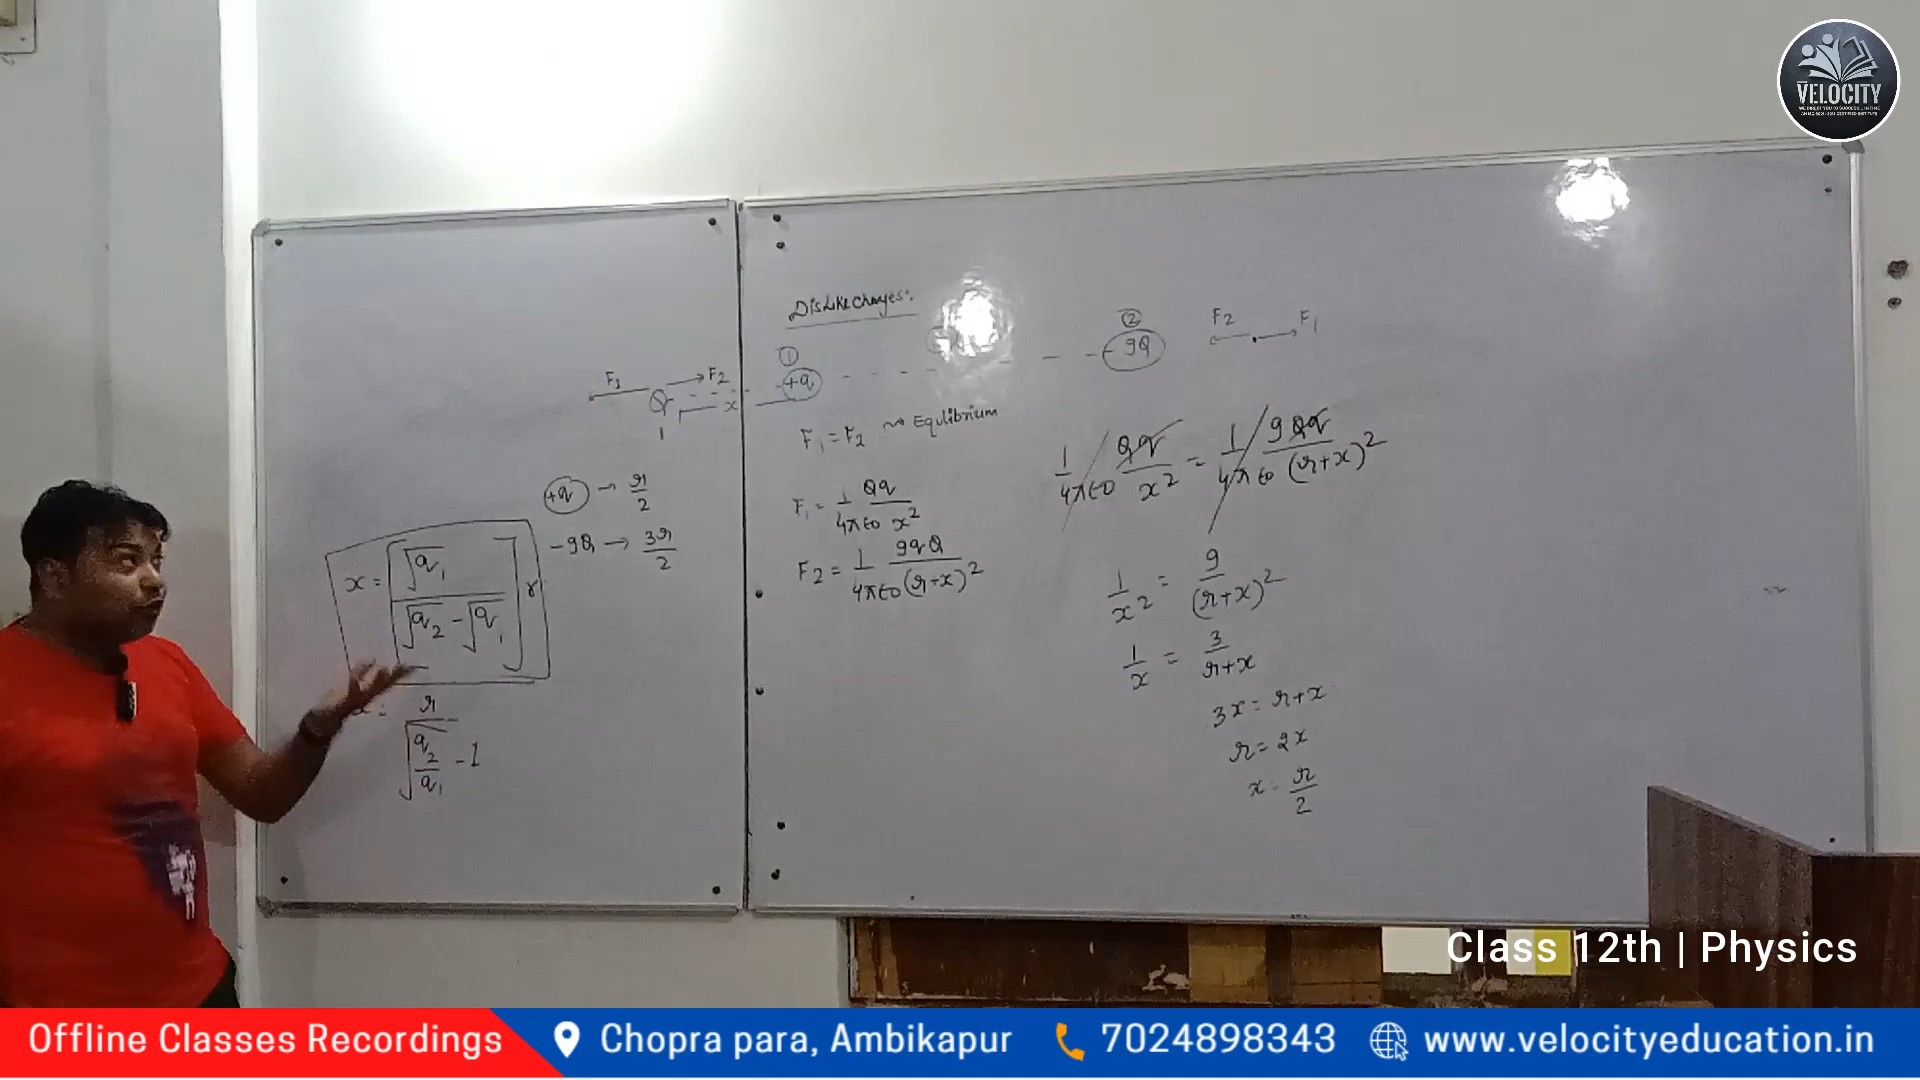 VELOCITY
Dislike Charges:
① ②
F1 ← Q → F2 x +q - - - - - -9Q F2 ← → F1
F1 = F2 ~ Equlibrium
F1 = 1/4πε0 Qq/x²
F2 = 1/4πε0 9qQ/(r+x)²
1/4πε0 Qq/x² = 1/4πε0 9Qq/(r+x)²
1/x² = 9/(r+x)²
1/x = 3/r+x
3x = r+x
r = 2x
x = r/2
+q → r/2
-9Q → 3r/2
x = [√q1/√q2 - √q1] r
x = r/√q2/q1 - 1
Class 12th | Physics
Offline Classes Recordings
Chopra para, Ambikapur
7024898343
www.velocityeducation.in